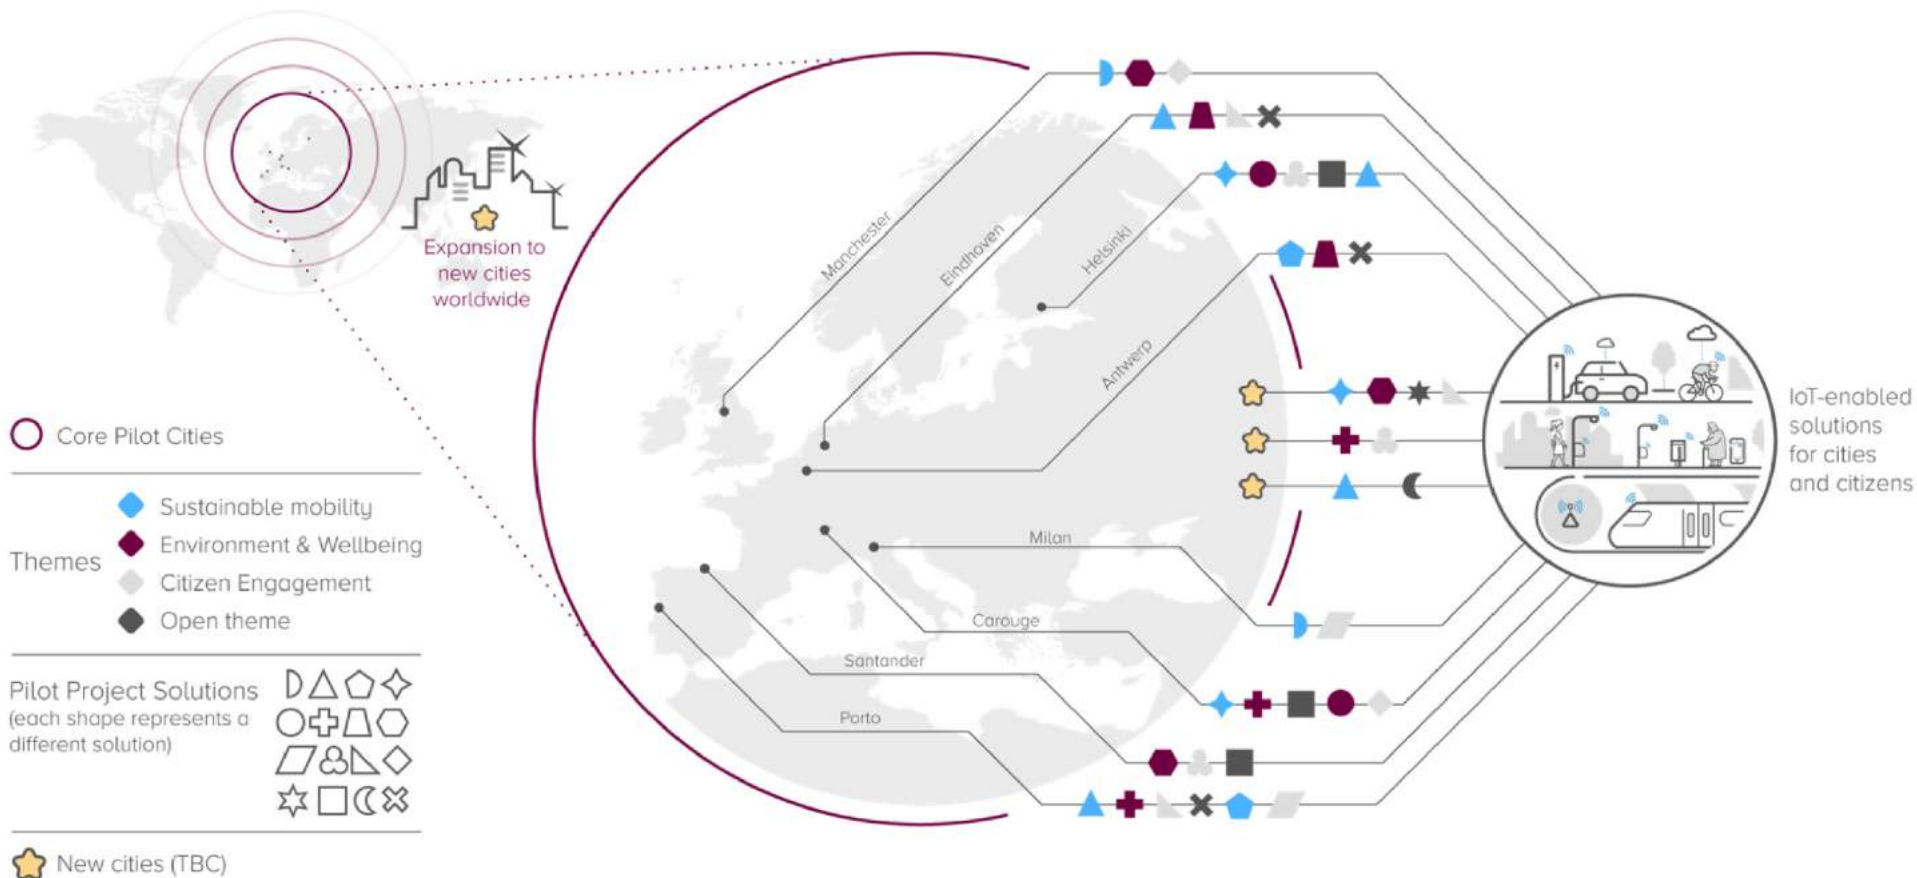 Expansion to
new cities
worldwide
Manchester
Eindhoven
Helsinki
Antwerp
Milan
Carouge
Santander
Porto
IoT-enabled
solutions
for cities
and citizens
Core Pilot Cities
Themes
Sustainable mobility
Environment & Wellbeing
Citizen Engagement
Open theme
Pilot Project Solutions
(each shape represents a
different solution)
New cities (TBC)